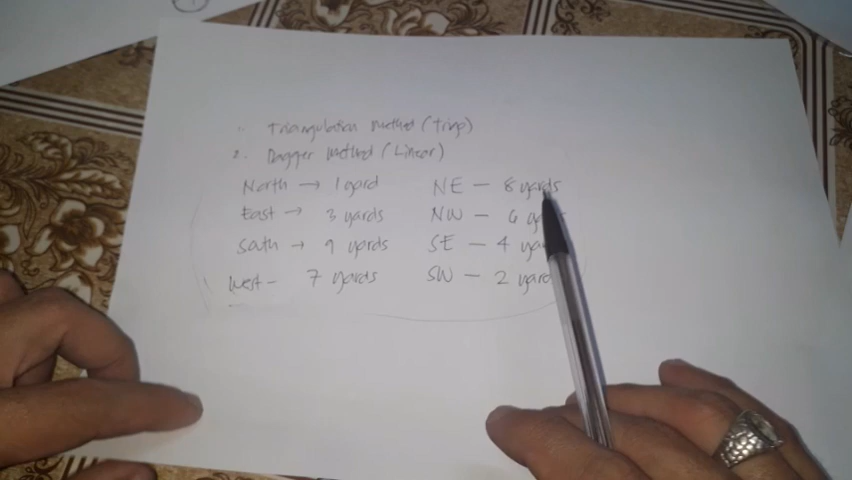 1. Triangulation Method (Trip)
2. Dagger Method (Linear)
North → 1 yard NE - 8 yards
East → 3 yards NW - 6
South → 9 yards SE - 4
West - 7 yards SW - 2 yard